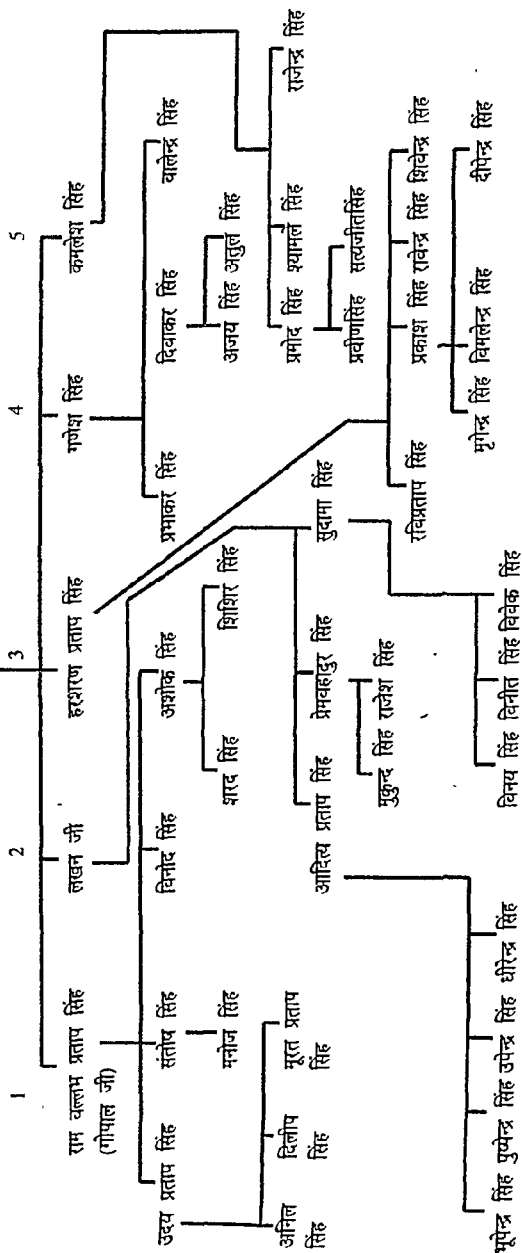 1 2 3 4 5
राम वल्लभ प्रताप सिंह लखन जी हरशरण प्रताप सिंह गणेश सिंह कमलेश सिंह
(गोपाल जी)
उदय प्रताप सिंह संतोष सिंह विनोद सिंह अशोक सिंह प्रभाकर सिंह दिवाकर सिंह वालेन्द्र सिंह
मनोज सिंह शरद सिंह शिशिर सिंह अजय सिंह अतुल सिंह
अनिल सिंह दिलीप सिंह मूरत प्रताप सिंह
आदित्य प्रताप सिंह प्रेमबहादुर सिंह सुदामा सिंह प्रमोद सिंह श्यामल सिंह राजेन्द्र सिंह
मुकुन्द सिंह राजेश सिंह प्रवीणसिंह सत्यजीतसिंह
रविप्रताप सिंह प्रकाश सिंह रावेन्द्र सिंह शिवेन्द्र सिंह
भूपेन्द्र सिंह पुष्पेन्द्र सिंह उपेन्द्र सिंह धीरेन्द्र सिंह विनय सिंह विनीत सिंह विवेक सिंह मृगेन्द्र सिंह विमलेन्द्र सिंह दीपेन्द्र सिंह